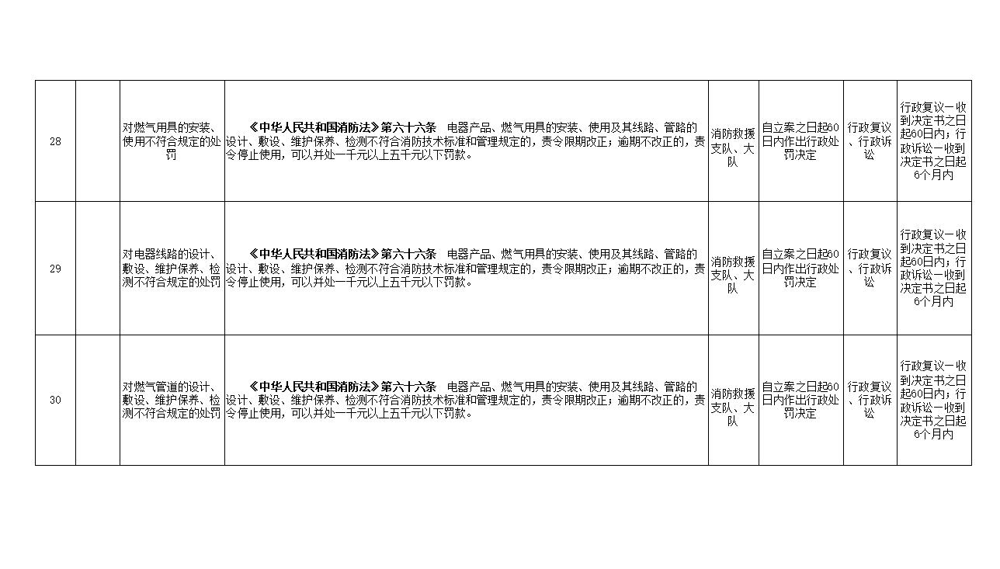 28
对燃气用具的安装、
使用不符合规定的处
罚
《中华人民共和国消防法》第六十六条　电器产品、燃气用具的安装、使用及其线路、管路的
设计、敷设、维护保养、检测不符合消防技术标准和管理规定的，责令限期改正；逾期不改正的，责
令停止使用，可以并处一千元以上五千元以下罚款。
消防救援
支队、大
队
自立案之日起60
日内作出行政处
罚决定
行政复议
、行政诉
讼
行政复议—收
到决定书之日
起60日内；行
政诉讼—收到
决定书之日起
6个月内
29
对电器线路的设计、
敷设、维护保养、检
测不符合规定的处罚
《中华人民共和国消防法》第六十六条　电器产品、燃气用具的安装、使用及其线路、管路的
设计、敷设、维护保养、检测不符合消防技术标准和管理规定的，责令限期改正；逾期不改正的，责
令停止使用，可以并处一千元以上五千元以下罚款。
消防救援
支队、大
队
自立案之日起60
日内作出行政处
罚决定
行政复议
、行政诉
讼
行政复议—收
到决定书之日
起60日内；行
政诉讼—收到
决定书之日起
6个月内
30
对燃气管道的设计、
敷设、维护保养、检
测不符合规定的处罚
《中华人民共和国消防法》第六十六条　电器产品、燃气用具的安装、使用及其线路、管路的
设计、敷设、维护保养、检测不符合消防技术标准和管理规定的，责令限期改正；逾期不改正的，责
令停止使用，可以并处一千元以上五千元以下罚款。
消防救援
支队、大
队
自立案之日起60
日内作出行政处
罚决定
行政复议
、行政诉
讼
行政复议—收
到决定书之日
起60日内；行
政诉讼—收到
决定书之日起
6个月内